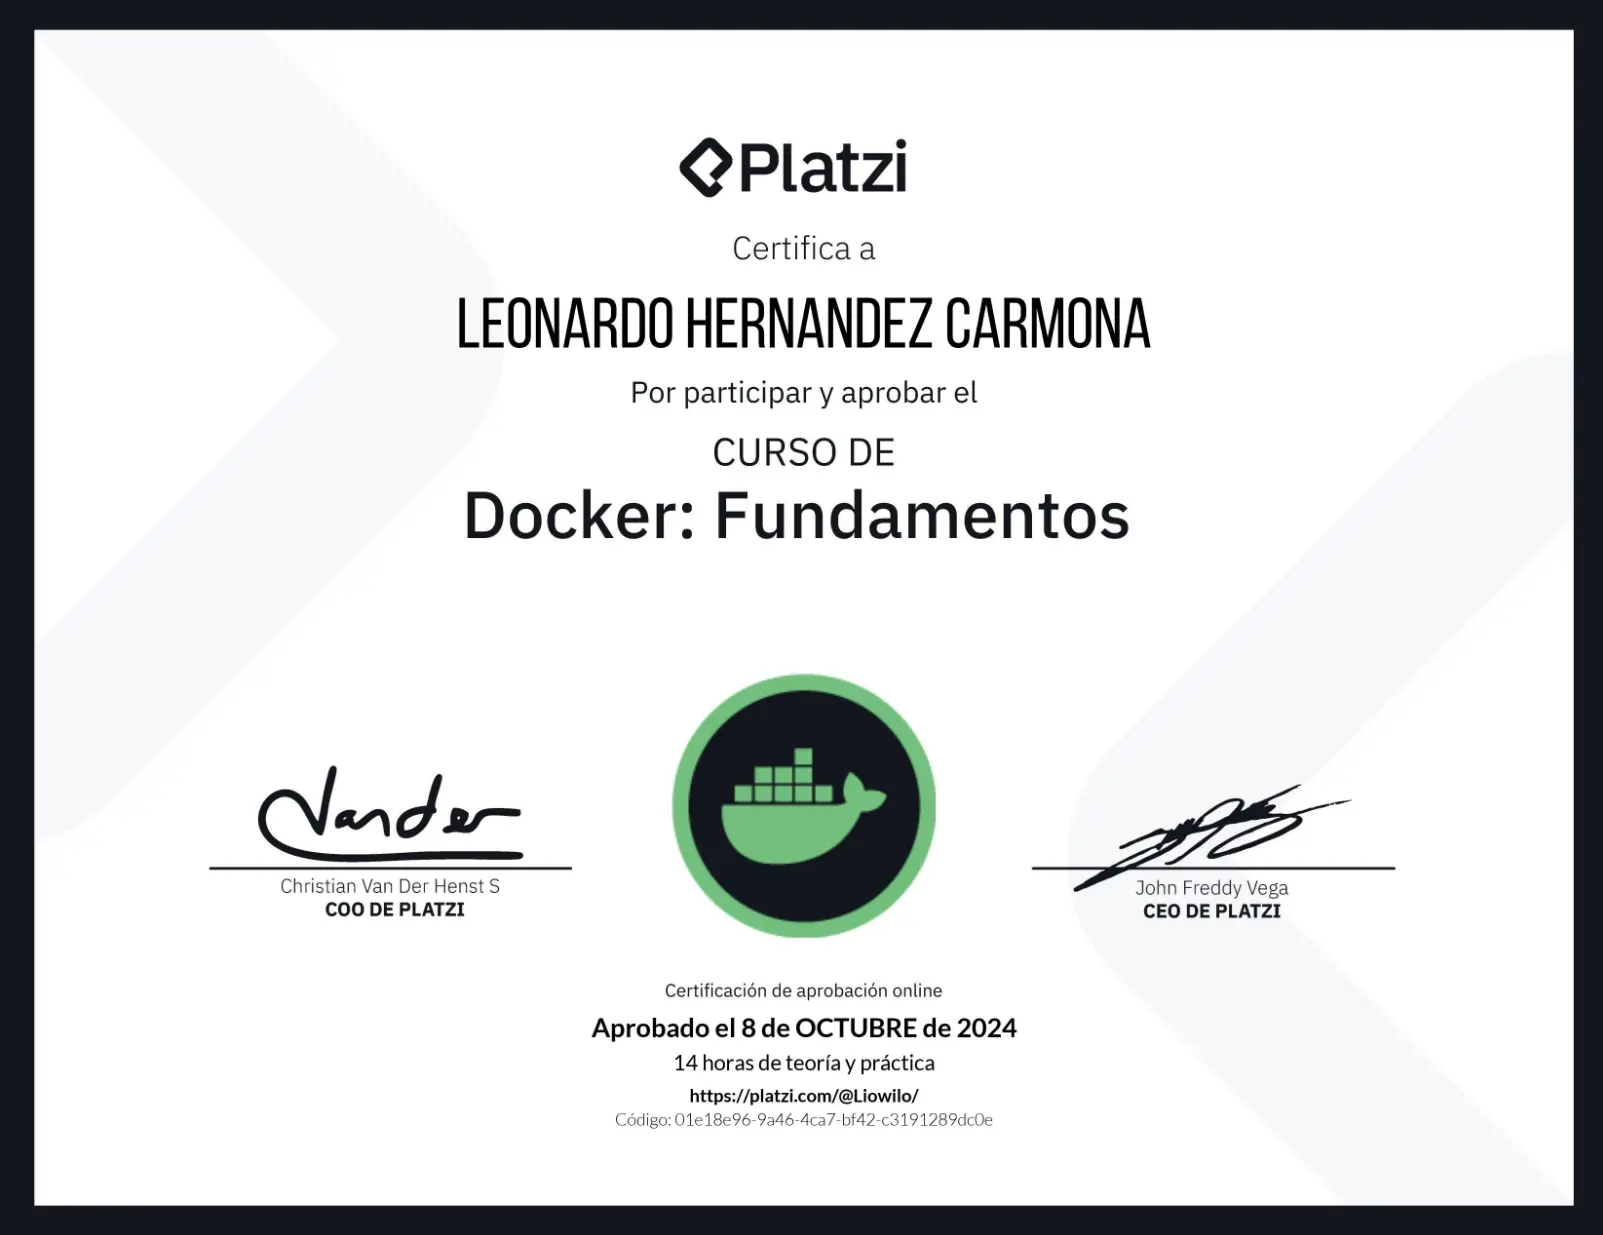 Platzi
Certifica a
LEONARDO HERNANDEZ CARMONA
Por participar y aprobar el
CURSO DE
Docker: Fundamentos
Vander
Christian Van Der Henst S
COO DE PLATZI
John Freddy Vega
CEO DE PLATZI
Certificación de aprobación online
Aprobado el 8 de OCTUBRE de 2024
14 horas de teoría y práctica
https://platzi.com/@Liowilo/
Código: 01e18e96-9a46-4ca7-bf42-c3191289dc0e